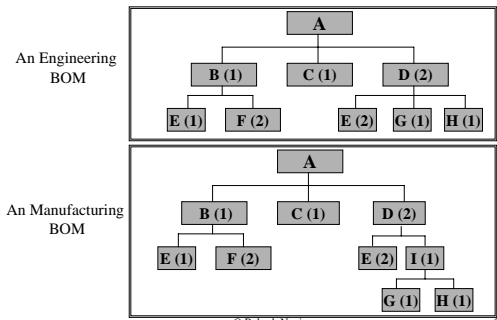 An Engineering
BOM
A
B (1) C (1) D (2)
E (1) F (2) E (2) G (1) H (1)
An Manufacturing
BOM
A
B (1) C (1) D (2)
E (1) F (2) E (2) I (1)
G (1) H (1)